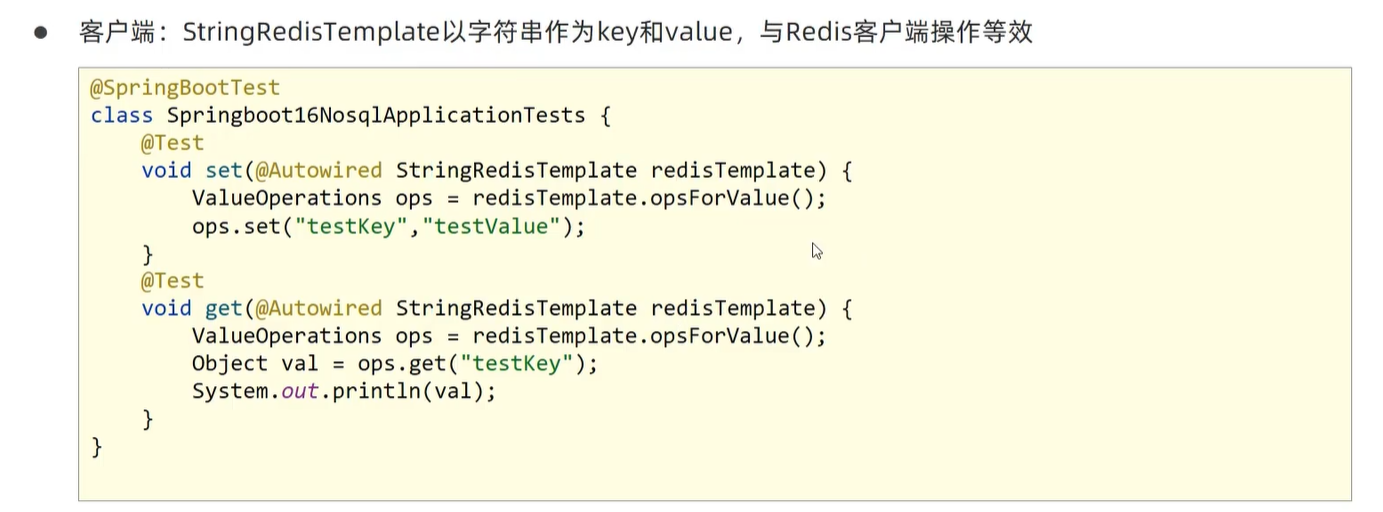 ● 客户端：StringRedisTemplate以字符串作为key和value，与Redis客户端操作等效
@SpringBootTest
class Springboot16NosqlApplicationTests {
    @Test
    void set(@Autowired StringRedisTemplate redisTemplate) {
        ValueOperations ops = redisTemplate.opsForValue();
        ops.set("testKey","testValue");
    }
    @Test
    void get(@Autowired StringRedisTemplate redisTemplate) {
        ValueOperations ops = redisTemplate.opsForValue();
        Object val = ops.get("testKey");
        System.out.println(val);
    }
}